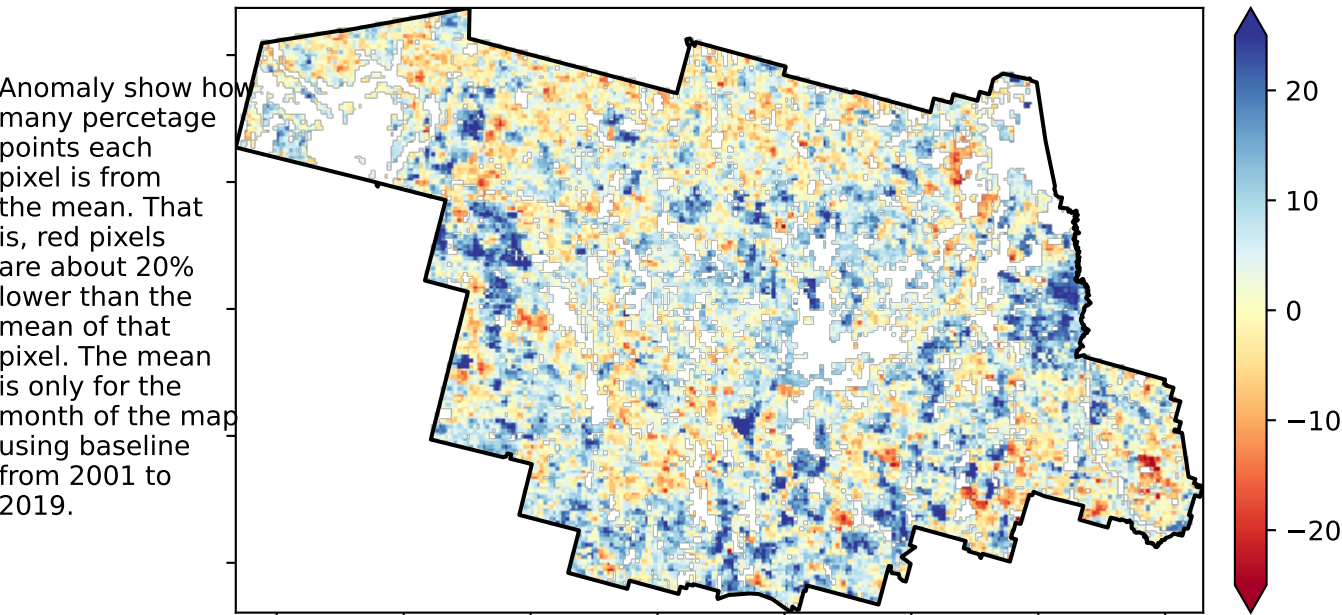 Anomaly show how
many percetage
points each
pixel is from
the mean. That
is, red pixels
are about 20%
lower than the
mean of that
pixel. The mean
is only for the
month of the map
using baseline
from 2001 to
2019.
20
10
0
−10
−20